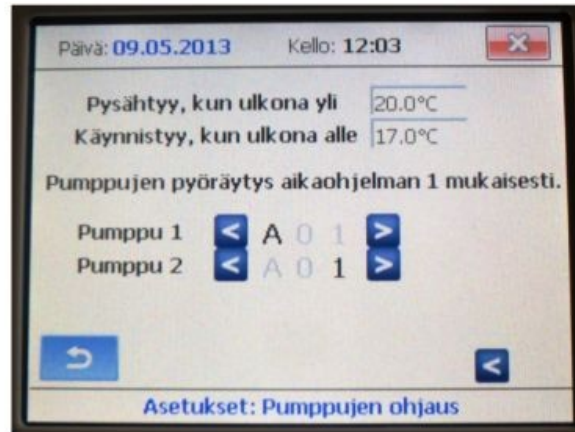 Päivä: 09.05.2013 Kello: 12:03
Pysähtyy, kun ulkona yli 20.0°C
Käynnistyy, kun ulkona alle 17.0°C
Pumppujen pyöräytys aikaohjelman 1 mukaisesti.
Pumppu 1 < A 0 1 >
Pumppu 2 < A 0 1 >
<
Asetukset: Pumppujen ohjaus